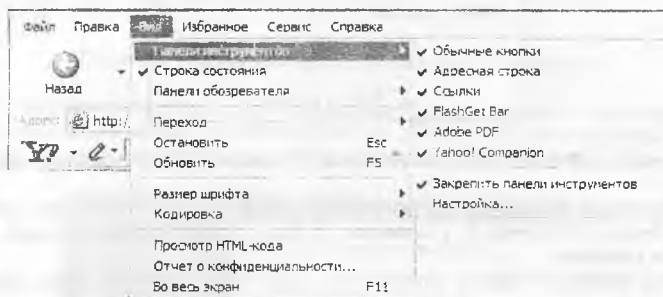 Файл Правка Вид Избранное Сервис Справка
Назад
Адрес: http:/
Панели инструментов
Строка состояния
Панели обозревателя
Переход
Остановить Esc
Обновить F5
Размер шрифта
Кодировка
Просмотр HTML-кода
Отчет о конфиденциальности...
Во весь экран F11
Обычные кнопки
Адресная строка
Ссылки
FlashGet Bar
Adobe PDF
Yahoo! Companion
Закрепить панели инструментов
Настройка...